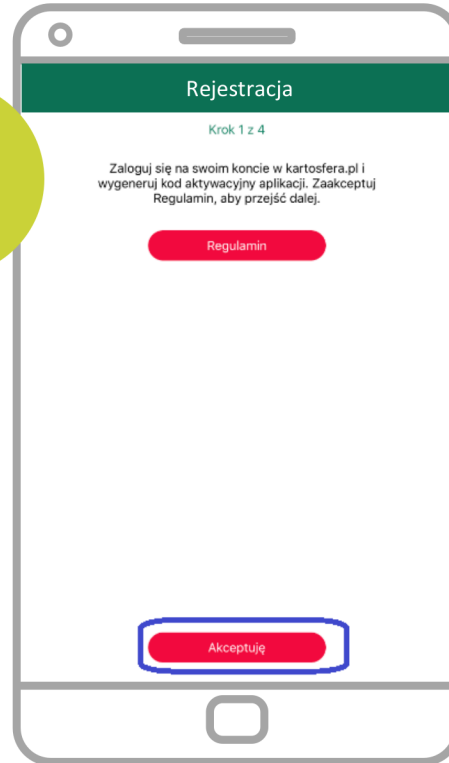 Rejestracja
Krok 1 z 4
Zaloguj się na swoim koncie w kartosfera.pl i
wygeneruj kod aktywacyjny aplikacji. Zaakceptuj
Regulamin, aby przejść dalej.
Regulamin
Akceptuję